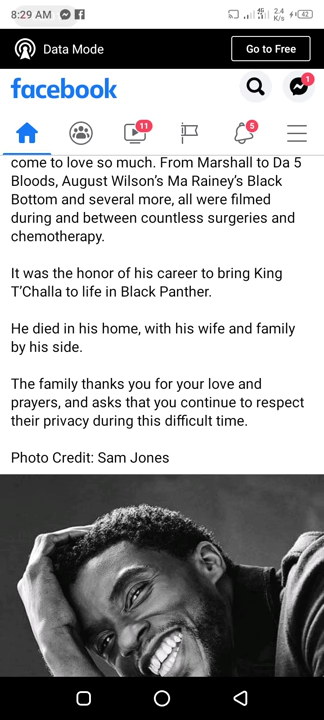 8:29 AM
2.4
K/s
42
Data Mode
Go to Free
facebook
1
11
5
come to love so much. From Marshall to Da 5
Bloods, August Wilson's Ma Rainey's Black
Bottom and several more, all were filmed
during and between countless surgeries and
chemotherapy.
It was the honor of his career to bring King
T'Challa to life in Black Panther.
He died in his home, with his wife and family
by his side.
The family thanks you for your love and
prayers, and asks that you continue to respect
their privacy during this difficult time.
Photo Credit: Sam Jones